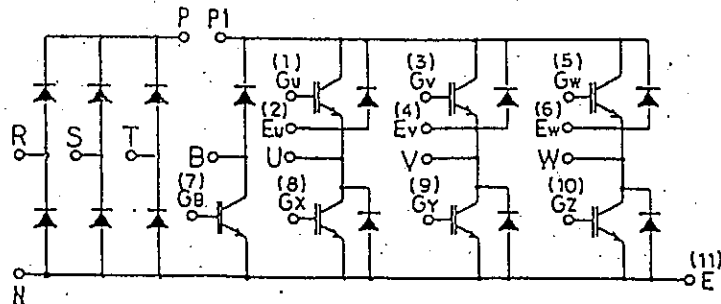 P P1
(1) (3) (5)
GU GV GW
(2) (4) (6)
R S T B EU EV EW
U V W
(7) (8) (9) (10)
GB GX GY GZ
N (11)
E